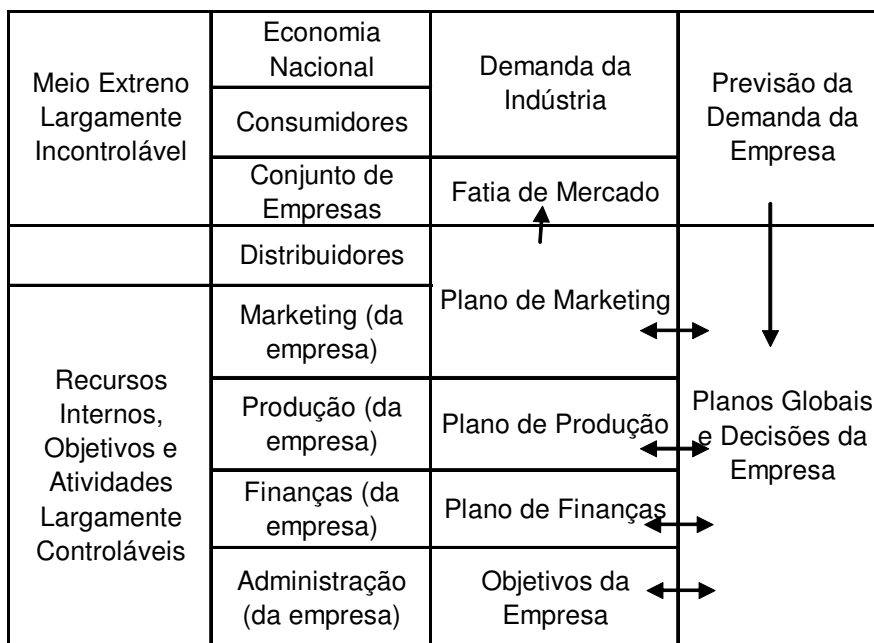 Meio Extreno
Largamente
Incontrolável
Economia
Nacional
Consumidores
Conjunto de
Empresas
Demanda da
Indústria
Fatia de Mercado
Previsão da
Demanda da
Empresa
Distribuidores
Recursos
Internos,
Objetivos e
Atividades
Largamente
Controláveis
Marketing (da
empresa)
Produção (da
empresa)
Finanças (da
empresa)
Administração
(da empresa)
Plano de Marketing
Plano de Produção
Plano de Finanças
Objetivos da
Empresa
Planos Globais
e Decisões da
Empresa